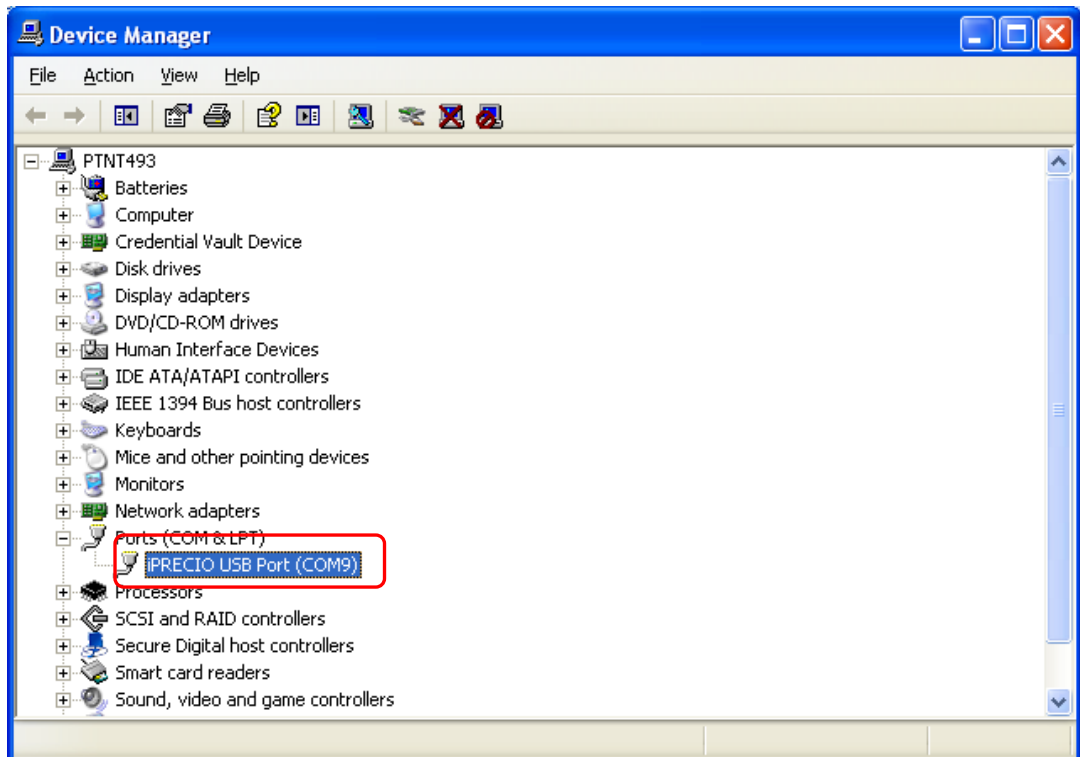 Device Manager
File Action View Help
PTNT493
Batteries
Computer
Credential Vault Device
Disk drives
Display adapters
DVD/CD-ROM drives
Human Interface Devices
IDE ATA/ATAPI controllers
IEEE 1394 Bus host controllers
Keyboards
Mice and other pointing devices
Monitors
Network adapters
Ports (COM & LPT)
iPRECIO USB Port (COM9)
Processors
SCSI and RAID controllers
Secure Digital host controllers
Smart card readers
Sound, video and game controllers